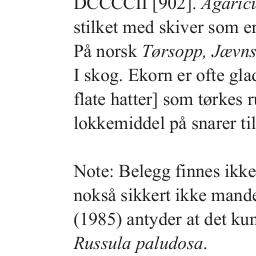 DCCCCII [902]. Agaric
stilket med skiver som er
På norsk Tørsopp, Jævns
I skog. Ekorn er ofte glad
flate hatter] som tørkes
lokkemiddel på snarer til
Note: Belegg finnes ikke
nokså sikkert ikke mande
(1985) antyder at det kun
Russula paludosa.